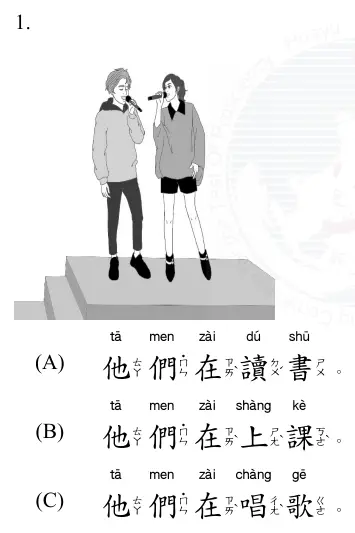 1.
tā men zài dú shū
(A) 他ㄊㄚ們˙ㄇㄣ在ㄗㄞˋ讀ㄉㄨˊ書ㄕㄨ。
tā men zài shàng kè
(B) 他ㄊㄚ們˙ㄇㄣ在ㄗㄞˋ上ㄕㄤˋ課ㄎㄜˋ。
tā men zài chàng gē
(C) 他ㄊㄚ們˙ㄇㄣ在ㄗㄞˋ唱ㄔㄤˋ歌ㄍㄜ。